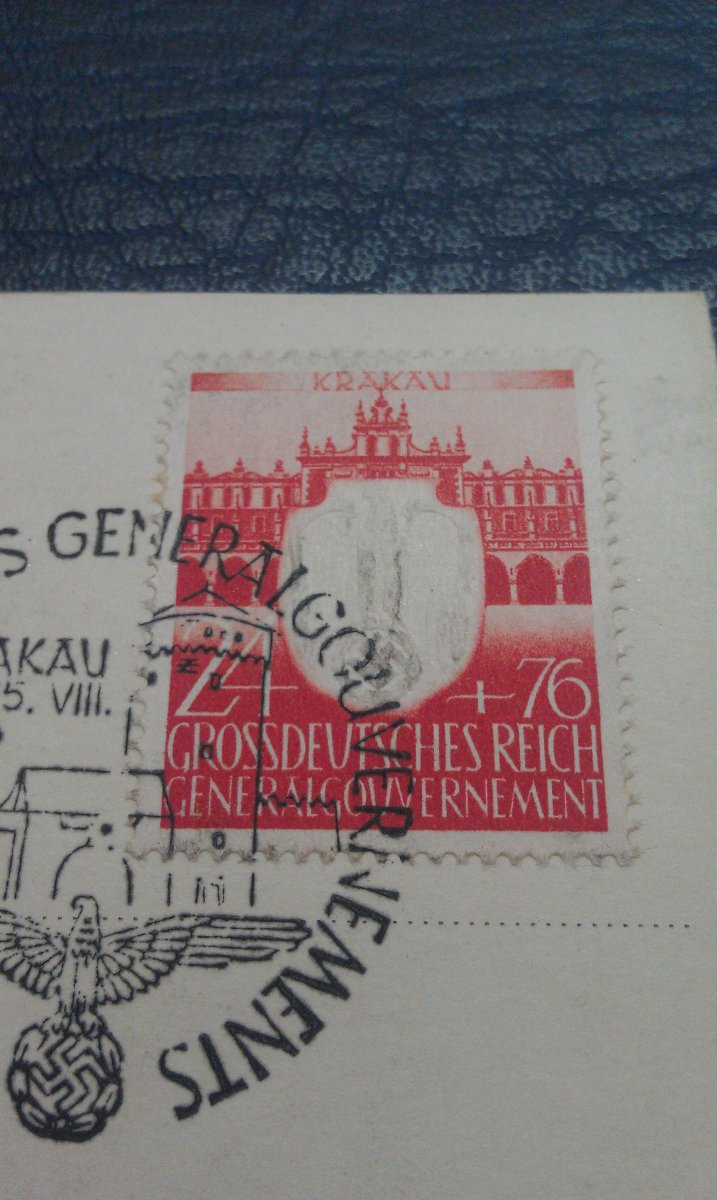 KRAKAU
24 + 76
GROSSDEUTSCHES REICH
GENERALGOUVERNEMENT
S GENERALGOUVERNEMENTS
AKAU
5. VIII.